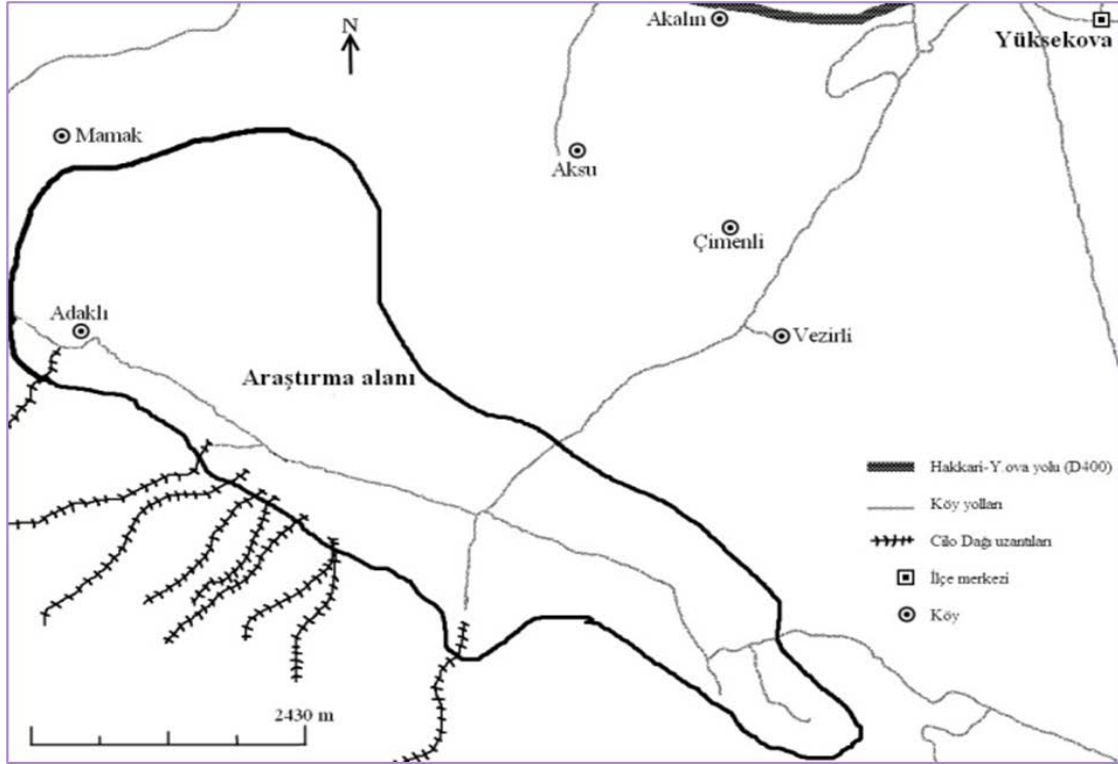 N
Akalın
Yüksekova
Mamak
Aksu
Çimenli
Adaklı
Vezirli
Araştırma alanı
Hakkari-Y.ova yolu (D400)
Köy yolları
Cilo Dağı uzantıları
İlçe merkezi
Köy
2430 m